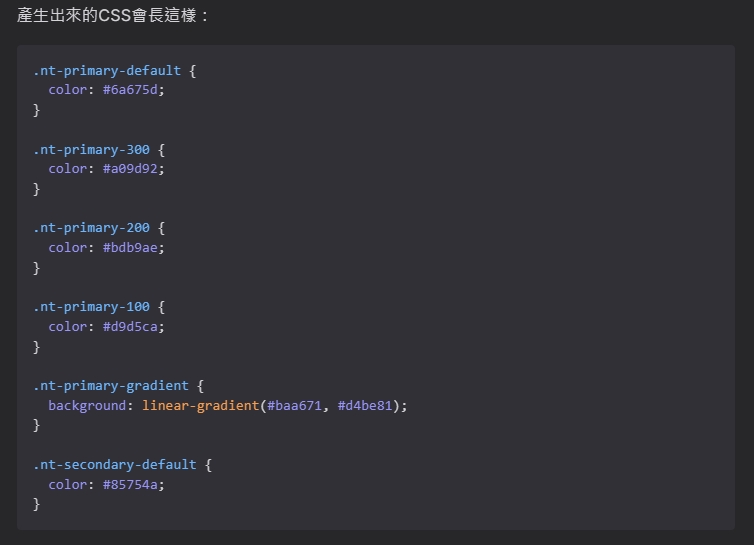 產生出來的CSS會長這樣：
.nt-primary-default {
  color: #6a675d;
}
.nt-primary-300 {
  color: #a09d92;
}
.nt-primary-200 {
  color: #bdb9ae;
}
.nt-primary-100 {
  color: #d9d5ca;
}
.nt-primary-gradient {
  background: linear-gradient(#baa671, #d4be81);
}
.nt-secondary-default {
  color: #85754a;
}